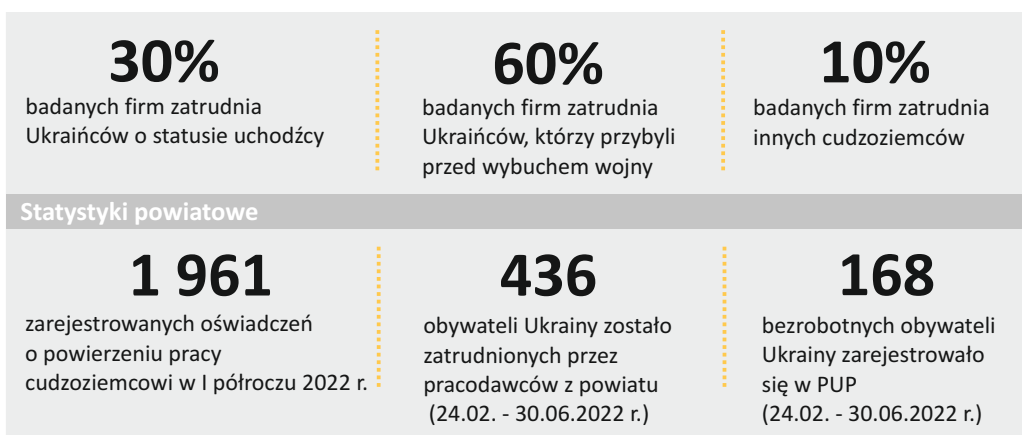 30%
badanych firm zatrudnia
Ukraińców o statusie uchodźcy
60%
badanych firm zatrudnia
Ukraińców, którzy przybyli
przed wybuchem wojny
10%
badanych firm zatrudnia
innych cudzoziemców
Statystyki powiatowe
1 961
zarejestrowanych oświadczeń
o powierzeniu pracy
cudzoziemcowi w I półroczu 2022 r.
436
obywateli Ukrainy zostało
zatrudnionych przez
pracodawców z powiatu
(24.02. - 30.06.2022 r.)
168
bezrobotnych obywateli
Ukrainy zarejestrowało
się w PUP
(24.02. - 30.06.2022 r.)